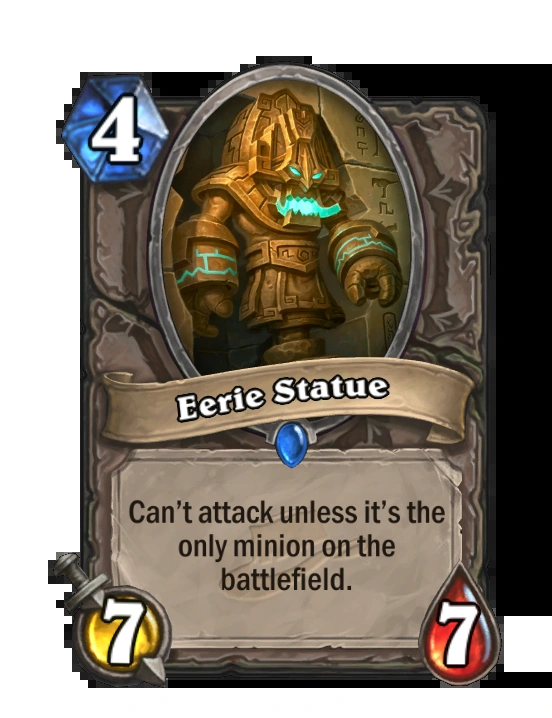 4
Eerie Statue
Can't attack unless it's the
only minion on the
battlefield.
7
7